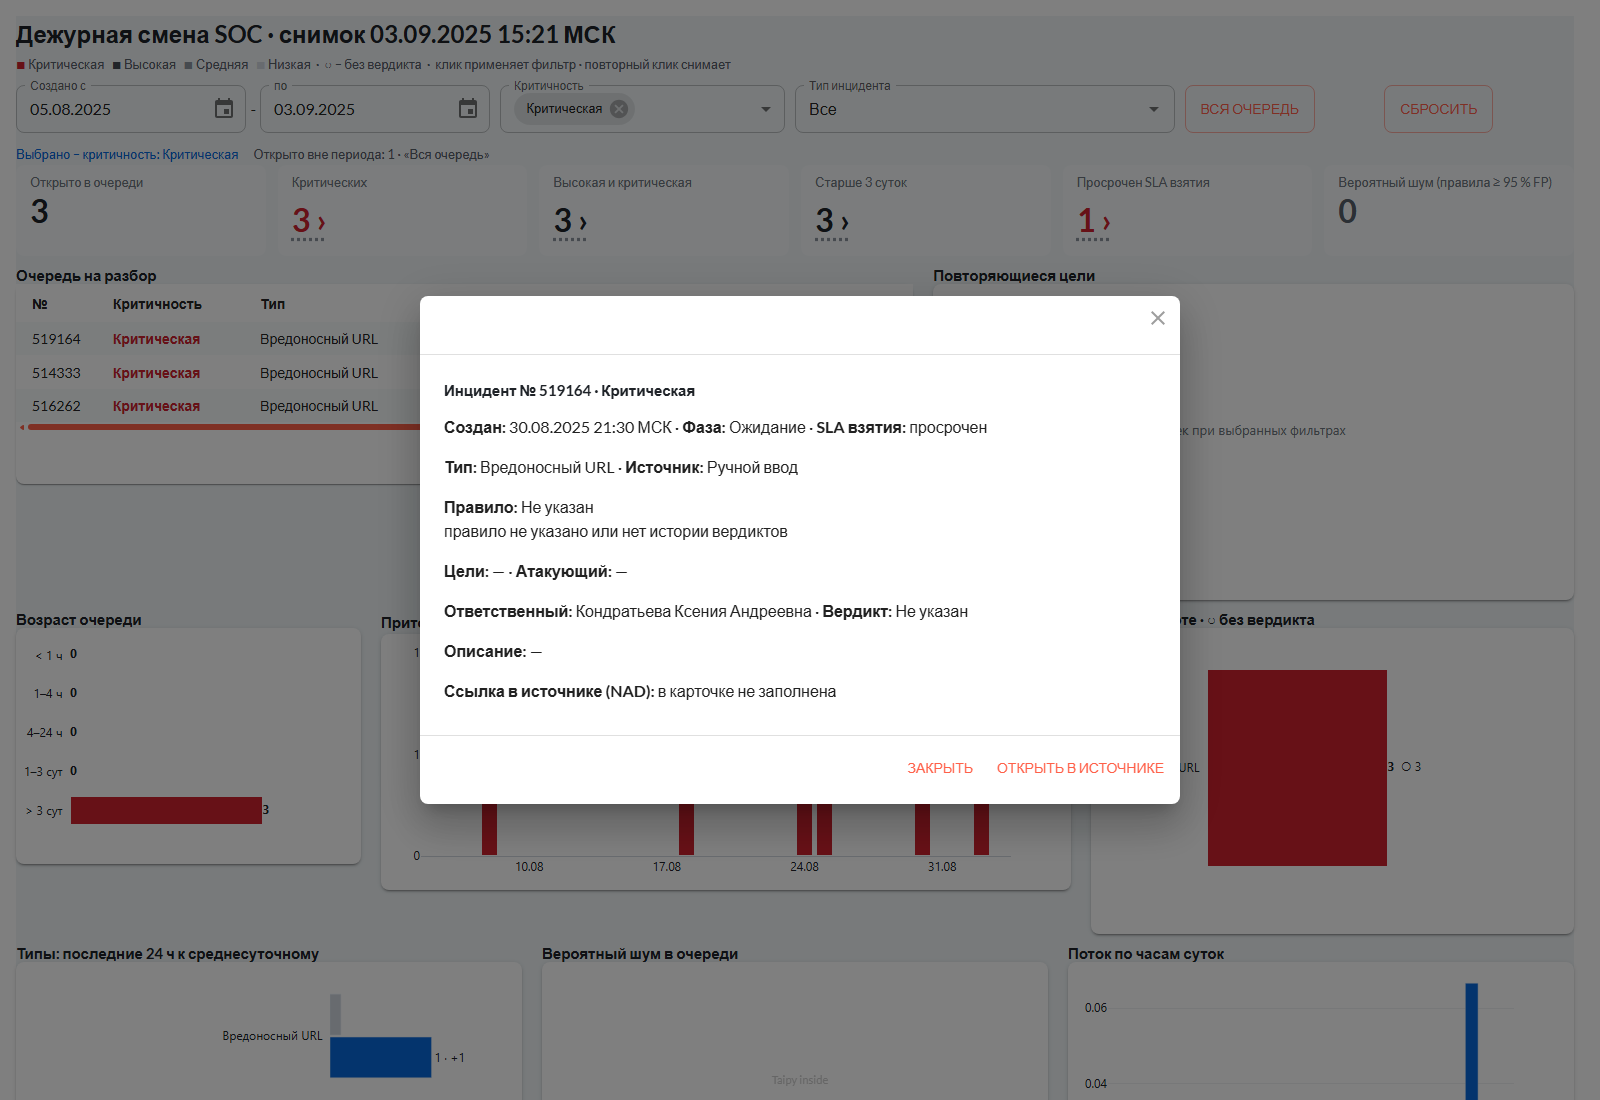 Дежурная смена SOC · снимок 03.09.2025 15:21 МСК
■ Критическая ■ Высокая ■ Средняя ■ Низкая · ○ – без вердикта · клик применяет фильтр · повторный клик снимает
Создано с
05.08.2025
-
по
03.09.2025
Критичность
Критическая
Тип инцидента
Все
ВСЯ ОЧЕРЕДЬ
СБРОСИТЬ
Выбрано – критичность: Критическая Открыто вне периода: 1 · «Вся очередь»
Открыто в очереди
3
Критических
3 ›
Высокая и критическая
3 ›
Старше 3 суток
3 ›
Просрочен SLA взятия
1 ›
Вероятный шум (правила ≥ 95 % FP)
0
Очередь на разбор
№ Критичность Тип
519164 Критическая Вредоносный URL
514333 Критическая Вредоносный URL
516262 Критическая Вредоносный URL
Повторяющиеся цели
ек при выбранных фильтрах
Инцидент № 519164 · Критическая
Создан: 30.08.2025 21:30 МСК · Фаза: Ожидание · SLA взятия: просрочен
Тип: Вредоносный URL · Источник: Ручной ввод
Правило: Не указан
правило не указано или нет истории вердиктов
Цели: — · Атакующий: —
Ответственный: Кондратьева Ксения Андреевна · Вердикт: Не указан
Описание: —
Ссылка в источнике (NAD): в карточке не заполнена
ЗАКРЫТЬ
ОТКРЫТЬ В ИСТОЧНИКЕ
Возраст очереди
< 1 ч 0
1–4 ч 0
4–24 ч 0
1–3 сут 0
> 3 сут 3
Прито
1
1
0
10.08 17.08 24.08 31.08
те · ○ без вердикта
URL 3 ○ 3
Типы: последние 24 ч к среднесуточному
Вредоносный URL
1 · +1
Вероятный шум в очереди
Taipy inside
Поток по часам суток
0.06
0.04